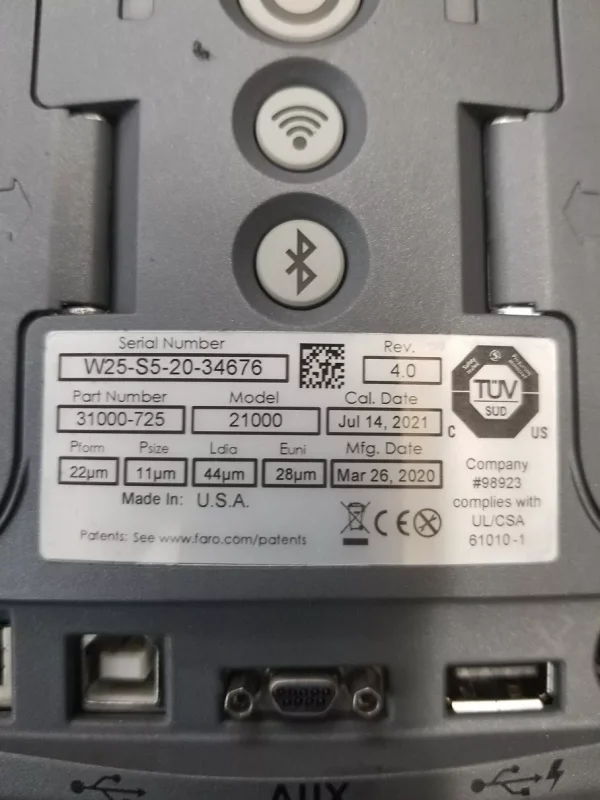 Serial Number
W25-S5-20-34676
Rev.
4.0
Part Number
31000-725
Model
21000
Cal. Date
Jul 14, 2021
Pform
22µm
Psize
11µm
Ldia
44µm
Euni
28µm
Mfg. Date
Mar 26, 2020
Made In: U.S.A.
Patents: See www.faro.com/patents
TÜV
SUD
C US
Company
#98923
complies with
UL/CSA
61010-1
CE
AUX